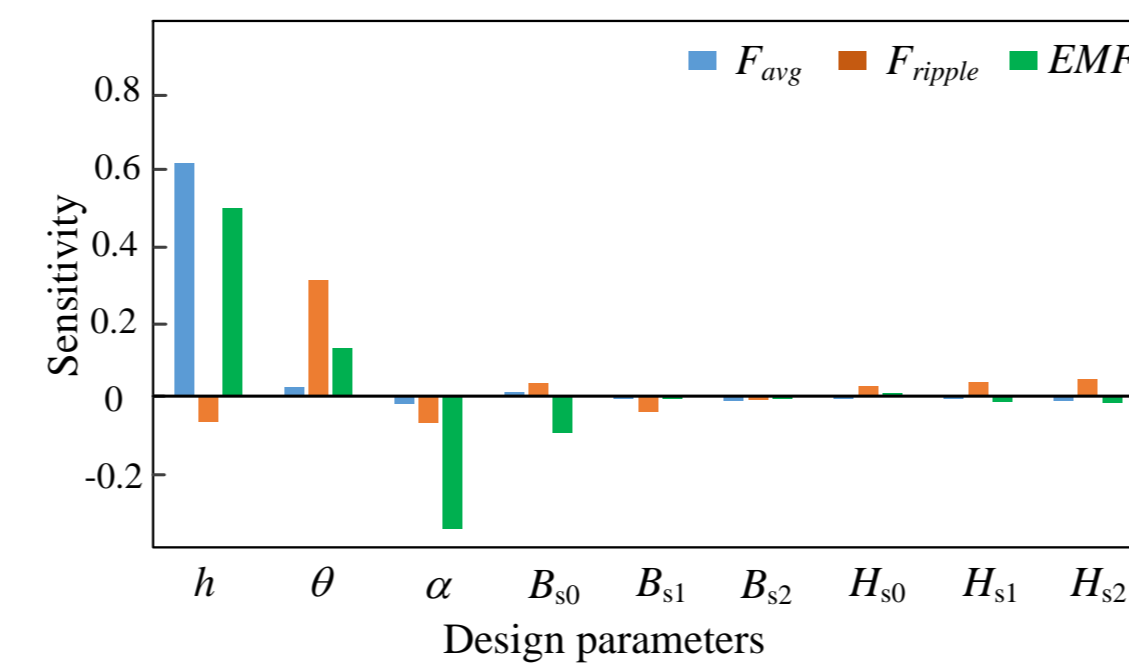 F_avg F_ripple EMF
0.8
0.6
0.4
0.2
0
-0.2
Sensitivity
h θ α B_s0 B_s1 B_s2 H_s0 H_s1 H_s2
Design parameters